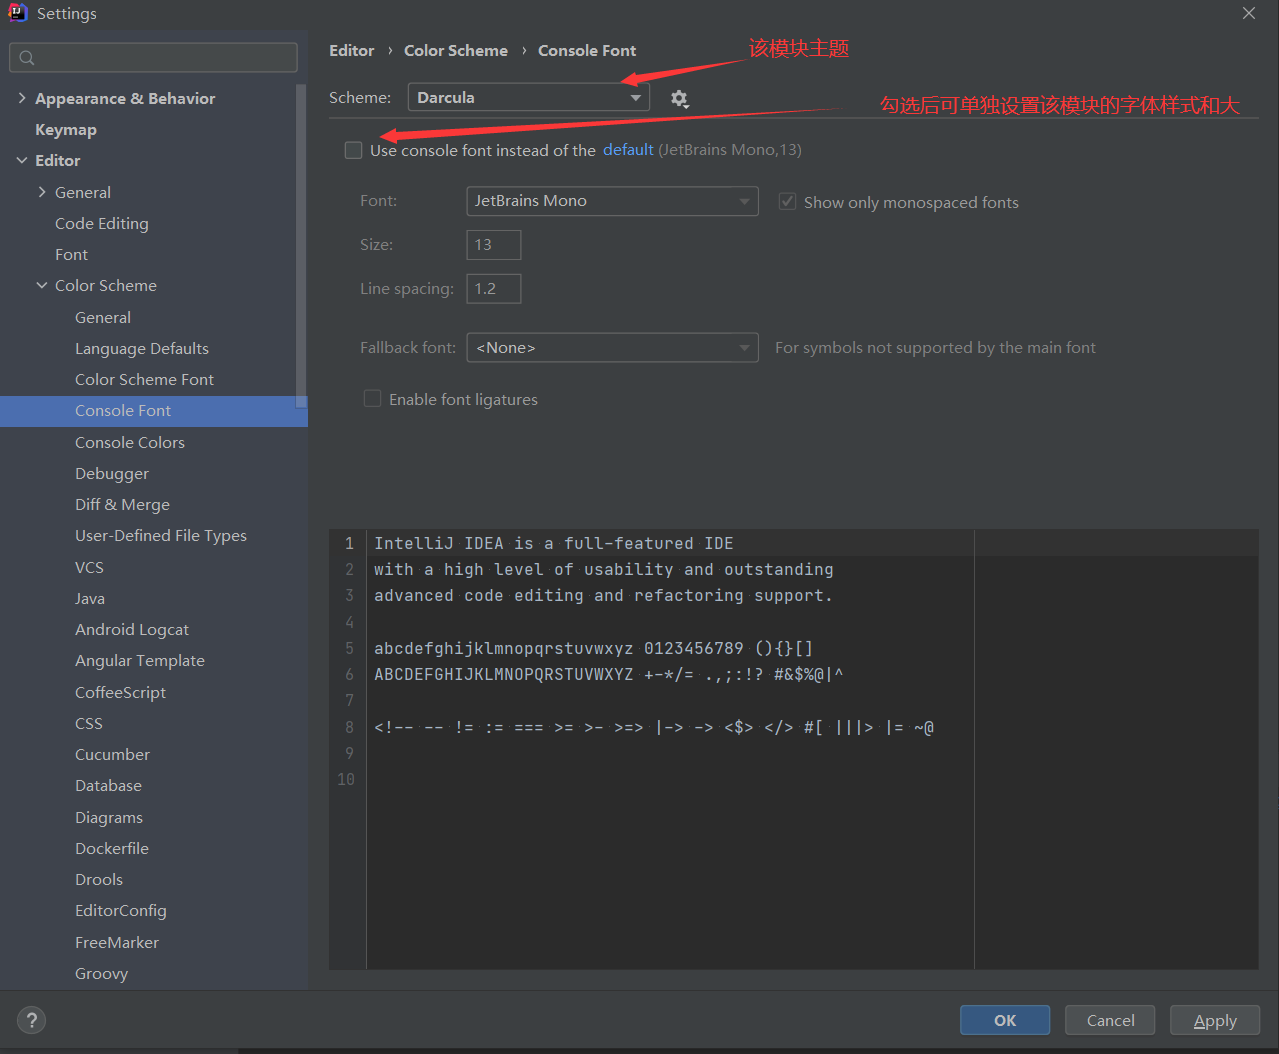 Settings
Editor › Color Scheme › Console Font
该模块主题
Scheme: Darcula
勾选后可单独设置该模块的字体样式和大
Use console font instead of the default (JetBrains Mono,13)
Font: JetBrains Mono
Show only monospaced fonts
Size: 13
Line spacing: 1.2
Fallback font: <None>
For symbols not supported by the main font
Enable font ligatures
Appearance & Behavior
Keymap
Editor
General
Code Editing
Font
Color Scheme
General
Language Defaults
Color Scheme Font
Console Font
Console Colors
Debugger
Diff & Merge
User-Defined File Types
VCS
Java
Android Logcat
Angular Template
CoffeeScript
CSS
Cucumber
Database
Diagrams
Dockerfile
Drools
EditorConfig
FreeMarker
Groovy
1 IntelliJ IDEA is a full-featured IDE
2 with a high level of usability and outstanding
3 advanced code editing and refactoring support.
4
5 abcdefghijklmnopqrstuvwxyz 0123456789 (){}[]
6 ABCDEFGHIJKLMNOPQRSTUVWXYZ +-*/= .,;:!? #&$%@|^
7
8 <!-- -- != := === >= >- >=> |-> -> <$> </> #[ |||> |= ~@
9
10
?
OK
Cancel
Apply